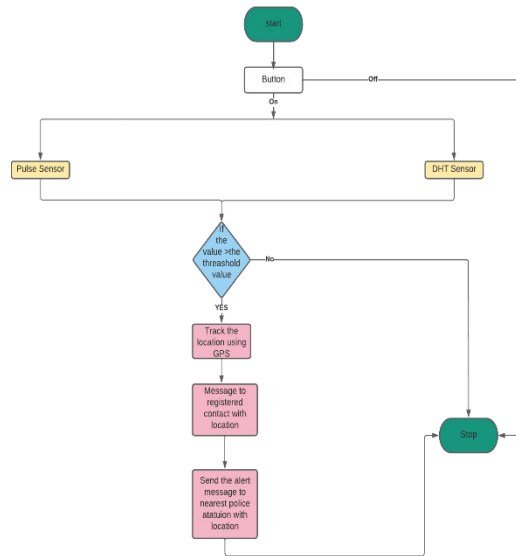 start
Button
Off
On
Pulse Sensor
DHT Sensor
If
the
value >the
threashold
value
No
YES
Track the
location using
GPS
Message to
registered
contact with
location
Stop
Send the alert
message to
nearest police
atatuion with
location